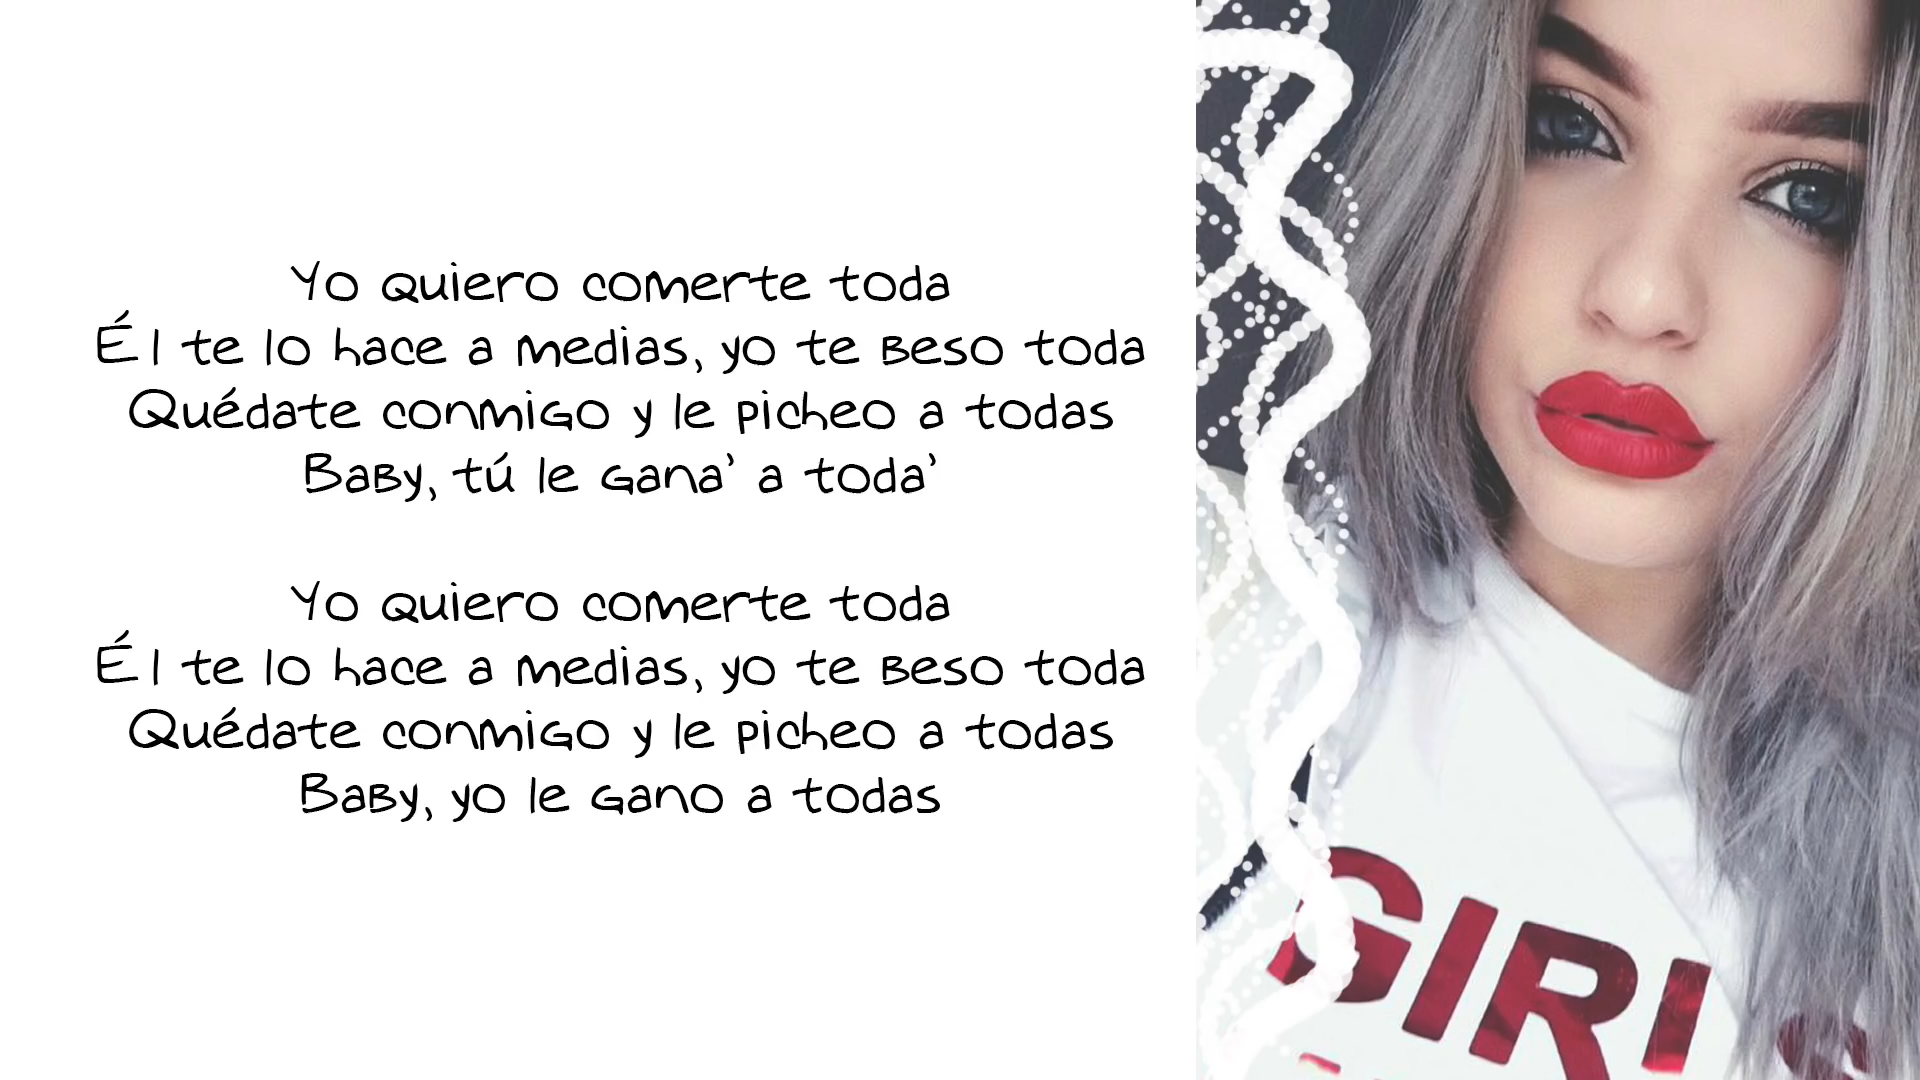 Yo quiero comerte toda
Él te lo hace a medias, yo te beso toda
Quédate conmigo y le picheo a todas
Baby, tú le gana' a toda'
Yo quiero comerte toda
Él te lo hace a medias, yo te beso toda
Quédate conmigo y le picheo a todas
Baby, yo le gano a todas
GIRLS